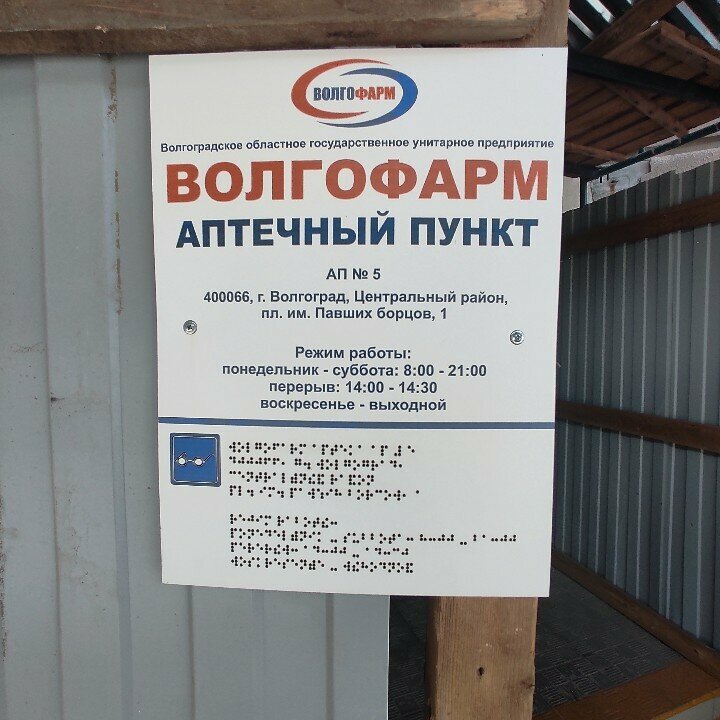 ВОЛГОФАРМ
Волгоградское областное государственное унитарное предприятие
ВОЛГОФАРМ
АПТЕЧНЫЙ ПУНКТ
АП № 5
400066, г. Волгоград, Центральный район,
пл. им. Павших борцов, 1
Режим работы:
понедельник - суббота: 8:00 - 21:00
перерыв: 14:00 - 14:30
воскресенье - выходной